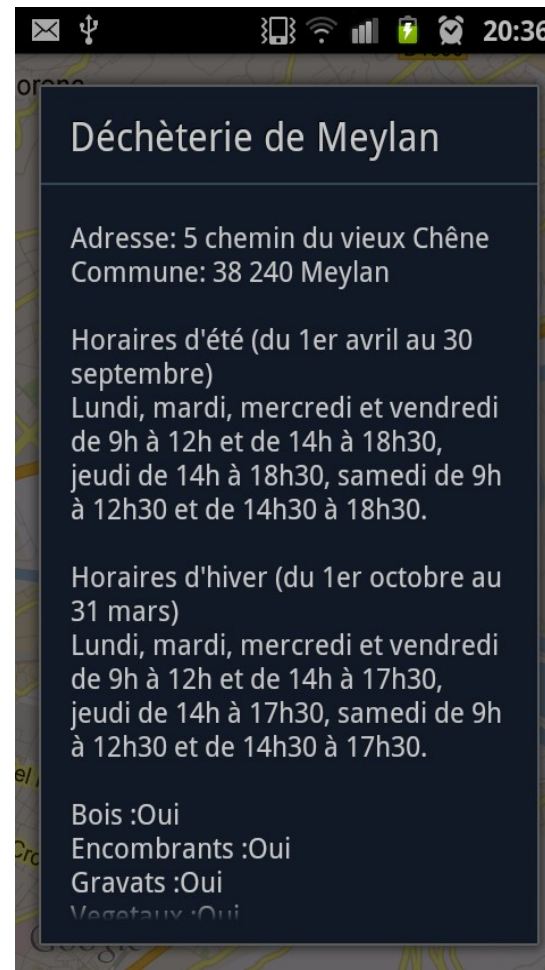 20:36
Déchèterie de Meylan
Adresse: 5 chemin du vieux Chêne
Commune: 38 240 Meylan
Horaires d'été (du 1er avril au 30
septembre)
Lundi, mardi, mercredi et vendredi
de 9h à 12h et de 14h à 18h30,
jeudi de 14h à 18h30, samedi de 9h
à 12h30 et de 14h30 à 18h30.
Horaires d'hiver (du 1er octobre au
31 mars)
Lundi, mardi, mercredi et vendredi
de 9h à 12h et de 14h à 17h30,
jeudi de 14h à 17h30, samedi de 9h
à 12h30 et de 14h30 à 17h30.
Bois :Oui
Encombrants :Oui
Gravats :Oui
Vegetaux :Oui
Google